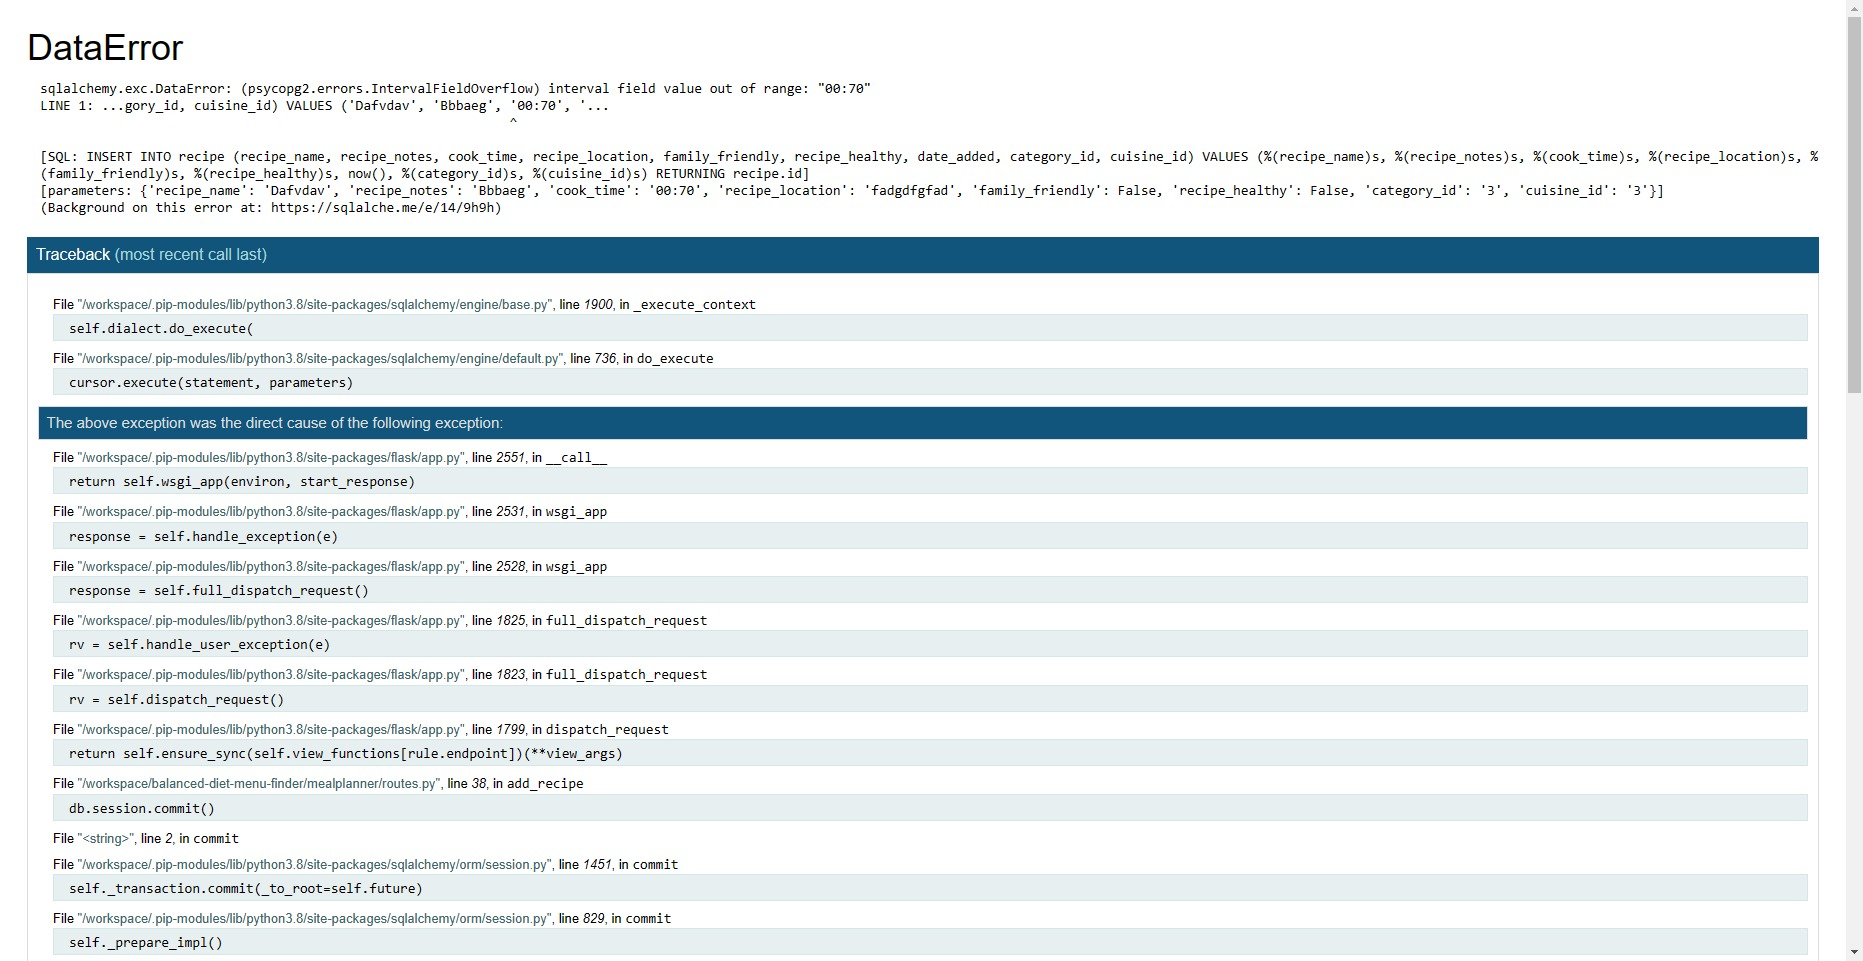 DataError
sqlalchemy.exc.DataError: (psycopg2.errors.IntervalFieldOverflow) interval field value out of range: "00:70"
LINE 1: ...gory_id, cuisine_id) VALUES ('Dafvdav', 'Bbbaeg', '00:70', '...
^
[SQL: INSERT INTO recipe (recipe_name, recipe_notes, cook_time, recipe_location, family_friendly, recipe_healthy, date_added, category_id, cuisine_id) VALUES (%(recipe_name)s, %(recipe_notes)s, %(cook_time)s, %(recipe_location)s, %
(family_friendly)s, %(recipe_healthy)s, now(), %(category_id)s, %(cuisine_id)s) RETURNING recipe.id]
[parameters: {'recipe_name': 'Dafvdav', 'recipe_notes': 'Bbbaeg', 'cook_time': '00:70', 'recipe_location': 'fadgdfgfad', 'family_friendly': False, 'recipe_healthy': False, 'category_id': '3', 'cuisine_id': '3'}]
(Background on this error at: https://sqlalche.me/e/14/9h9h)
Traceback (most recent call last)
File "/workspace/.pip-modules/lib/python3.8/site-packages/sqlalchemy/engine/base.py", line 1900, in _execute_context
self.dialect.do_execute(
File "/workspace/.pip-modules/lib/python3.8/site-packages/sqlalchemy/engine/default.py", line 736, in do_execute
cursor.execute(statement, parameters)
The above exception was the direct cause of the following exception:
File "/workspace/.pip-modules/lib/python3.8/site-packages/flask/app.py", line 2551, in __call__
return self.wsgi_app(environ, start_response)
File "/workspace/.pip-modules/lib/python3.8/site-packages/flask/app.py", line 2531, in wsgi_app
response = self.handle_exception(e)
File "/workspace/.pip-modules/lib/python3.8/site-packages/flask/app.py", line 2528, in wsgi_app
response = self.full_dispatch_request()
File "/workspace/.pip-modules/lib/python3.8/site-packages/flask/app.py", line 1825, in full_dispatch_request
rv = self.handle_user_exception(e)
File "/workspace/.pip-modules/lib/python3.8/site-packages/flask/app.py", line 1823, in full_dispatch_request
rv = self.dispatch_request()
File "/workspace/.pip-modules/lib/python3.8/site-packages/flask/app.py", line 1799, in dispatch_request
return self.ensure_sync(self.view_functions[rule.endpoint])(**view_args)
File "/workspace/balanced-diet-menu-finder/mealplanner/routes.py", line 38, in add_recipe
db.session.commit()
File "<string>", line 2, in commit
File "/workspace/.pip-modules/lib/python3.8/site-packages/sqlalchemy/orm/session.py", line 1451, in commit
self._transaction.commit(_to_root=self.future)
File "/workspace/.pip-modules/lib/python3.8/site-packages/sqlalchemy/orm/session.py", line 829, in commit
self._prepare_impl()